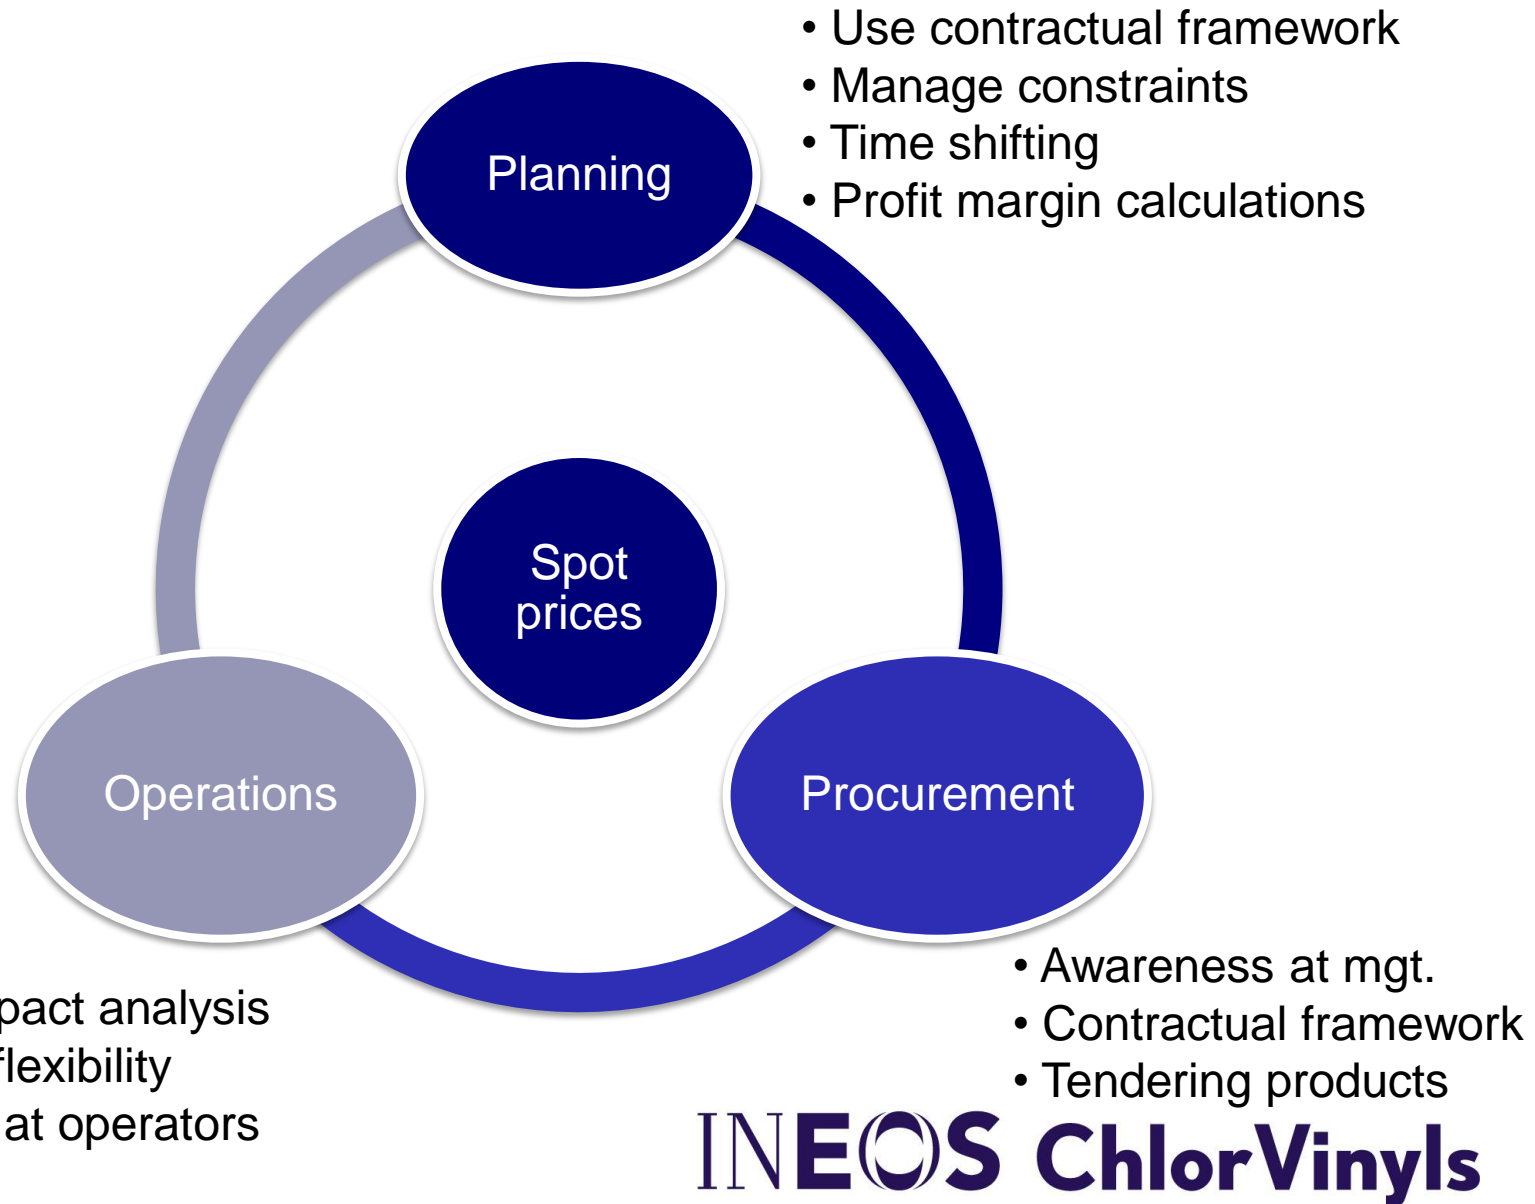 • Use contractual framework
• Manage constraints
• Time shifting
• Profit margin calculations
Planning
Spot
prices
Operations
Procurement
• Awareness at mgt.
• Contractual framework
• Tendering products
analysis
flexibility
at operators
INEOS ChlorVinyls